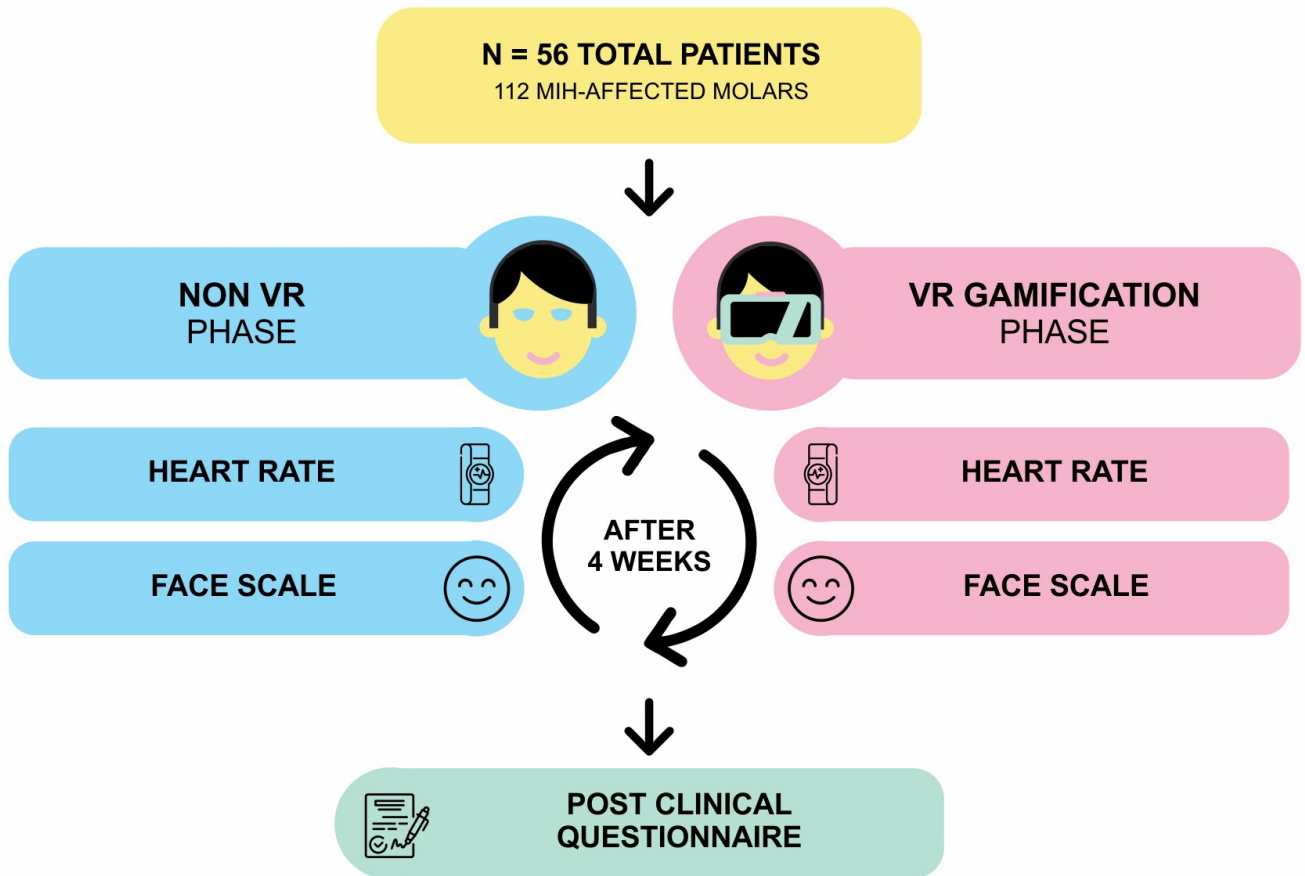 N = 56 TOTAL PATIENTS
112 MIH-AFFECTED MOLARS
NON VR
PHASE
VR GAMIFICATION
PHASE
HEART RATE
HEART RATE
AFTER
4 WEEKS
FACE SCALE
FACE SCALE
POST CLINICAL
QUESTIONNAIRE